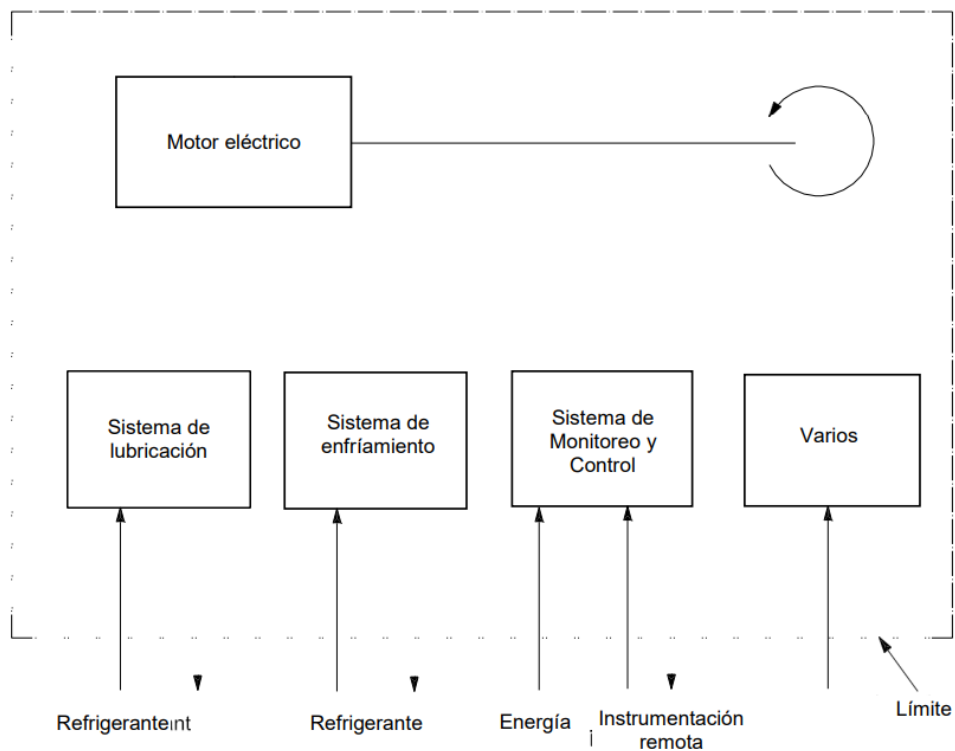 Motor eléctrico
Sistema de
lubricación
Sistema de
enfríamiento
Sistema de
Monitoreo y
Control
Varios
Refrigeranteınt
Refrigerante
Energía
Instrumentación
remota
Límite